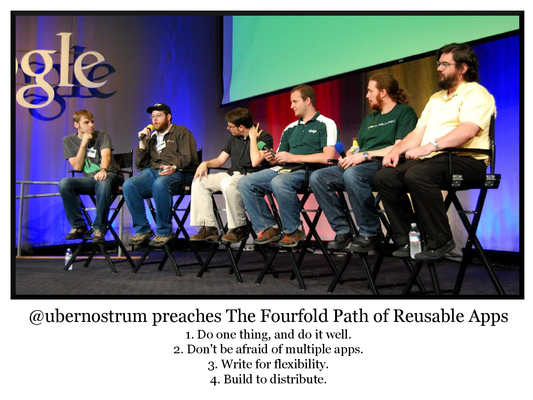 ogle
@ubernostrum preaches The Fourfold Path of Reusable Apps
1. Do one thing, and do it well.
2. Don't be afraid of multiple apps.
3. Write for flexibility.
4. Build to distribute.